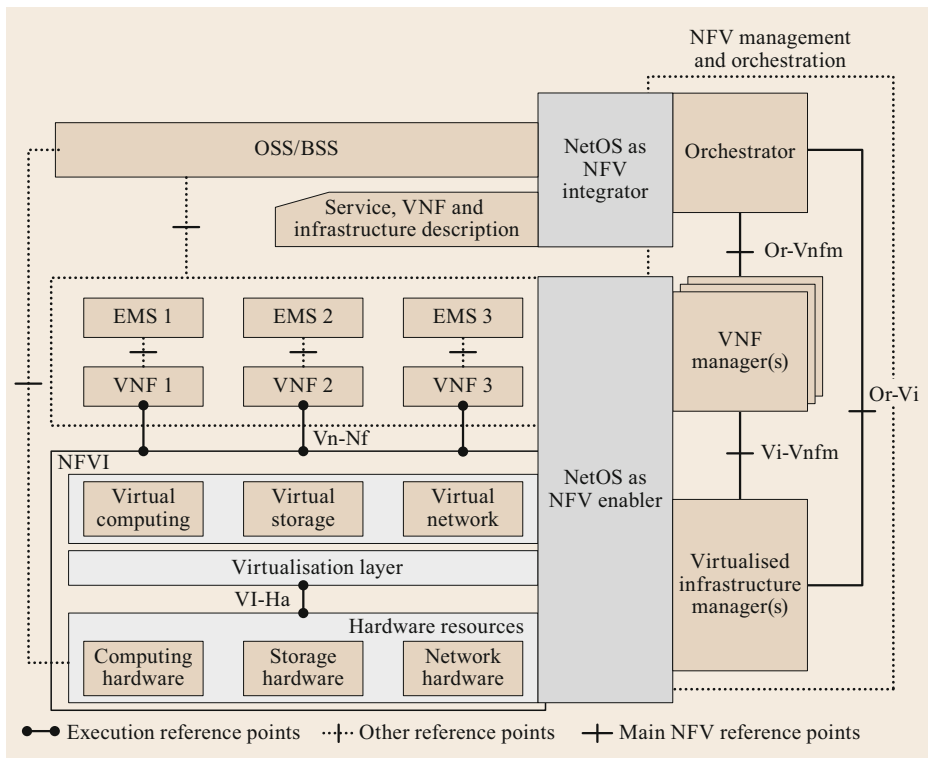 NFV management
and orchestration
OSS/BSS
NetOS as
NFV
integrator
Orchestrator
Service, VNF and
infrastructure description
Or-Vnfm
EMS 1
EMS 2
EMS 3
VNF
manager(s)
VNF 1
VNF 2
VNF 3
Or-Vi
Vn-Nf
Vi-Vnfm
NFVI
NetOS as
NFV enabler
Virtual
computing
Virtual
storage
Virtual
network
Virtualisation layer
Virtualised
infrastructure
manager(s)
VI-Ha
Hardware resources
Computing
hardware
Storage
hardware
Network
hardware
Execution reference points
Other reference points
Main NFV reference points